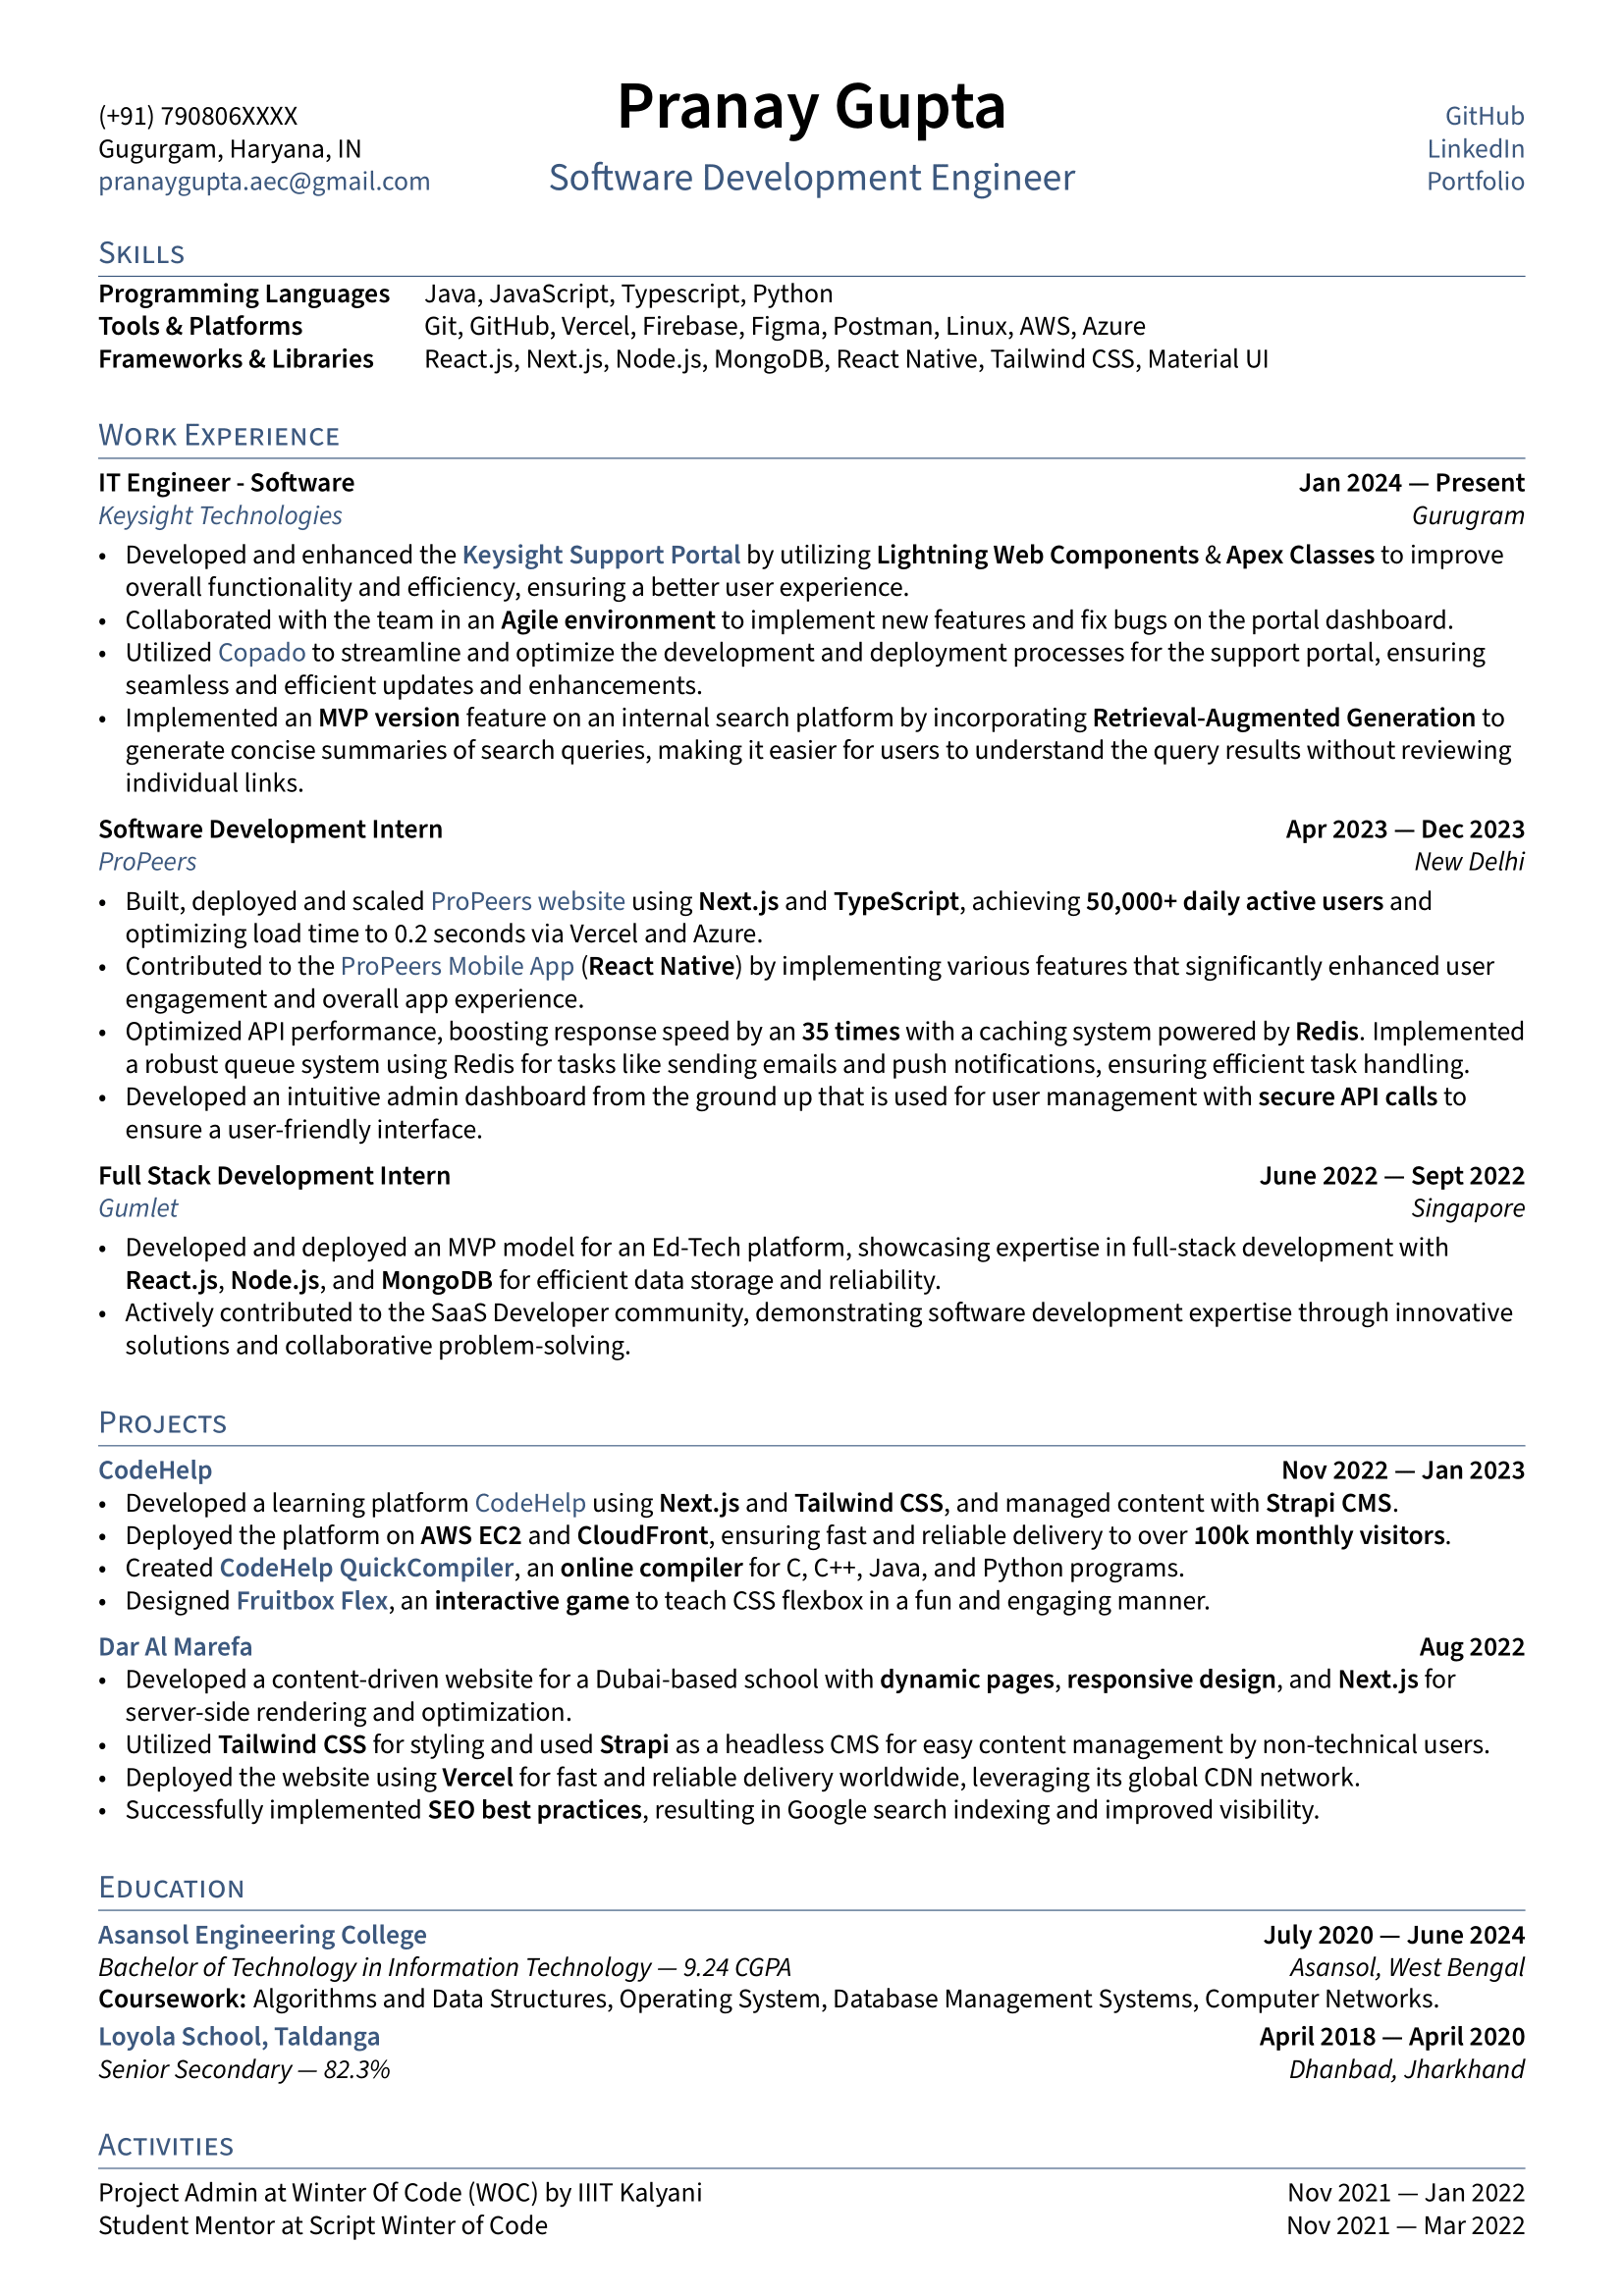 Pranay Gupta
Software Development Engineer
(+91) 790806XXXX
Gugurgam, Haryana, IN
pranaygupta.aec@gmail.com
GitHub
LinkedIn
Portfolio
Skills
Programming Languages Java, JavaScript, Typescript, Python
Tools & Platforms Git, GitHub, Vercel, Firebase, Figma, Postman, Linux, AWS, Azure
Frameworks & Libraries React.js, Next.js, Node.js, MongoDB, React Native, Tailwind CSS, Material UI
Work Experience
IT Engineer - Software Jan 2024 — Present
Keysight Technologies Gurugram
• Developed and enhanced the Keysight Support Portal by utilizing Lightning Web Components & Apex Classes to improve
overall functionality and efficiency, ensuring a better user experience.
• Collaborated with the team in an Agile environment to implement new features and fix bugs on the portal dashboard.
• Utilized Copado to streamline and optimize the development and deployment processes for the support portal, ensuring
seamless and efficient updates and enhancements.
• Implemented an MVP version feature on an internal search platform by incorporating Retrieval-Augmented Generation to
generate concise summaries of search queries, making it easier for users to understand the query results without reviewing
individual links.
Software Development Intern Apr 2023 — Dec 2023
ProPeers New Delhi
• Built, deployed and scaled ProPeers website using Next.js and TypeScript, achieving 50,000+ daily active users and
optimizing load time to 0.2 seconds via Vercel and Azure.
• Contributed to the ProPeers Mobile App (React Native) by implementing various features that significantly enhanced user
engagement and overall app experience.
• Optimized API performance, boosting response speed by an 35 times with a caching system powered by Redis. Implemented
a robust queue system using Redis for tasks like sending emails and push notifications, ensuring efficient task handling.
• Developed an intuitive admin dashboard from the ground up that is used for user management with secure API calls to
ensure a user-friendly interface.
Full Stack Development Intern June 2022 — Sept 2022
Gumlet Singapore
• Developed and deployed an MVP model for an Ed-Tech platform, showcasing expertise in full-stack development with
React.js, Node.js, and MongoDB for efficient data storage and reliability.
• Actively contributed to the SaaS Developer community, demonstrating software development expertise through innovative
solutions and collaborative problem-solving.
Projects
CodeHelp Nov 2022 — Jan 2023
• Developed a learning platform CodeHelp using Next.js and Tailwind CSS, and managed content with Strapi CMS.
• Deployed the platform on AWS EC2 and CloudFront, ensuring fast and reliable delivery to over 100k monthly visitors.
• Created CodeHelp QuickCompiler, an online compiler for C, C++, Java, and Python programs.
• Designed Fruitbox Flex, an interactive game to teach CSS flexbox in a fun and engaging manner.
Dar Al Marefa Aug 2022
• Developed a content-driven website for a Dubai-based school with dynamic pages, responsive design, and Next.js for
server-side rendering and optimization.
• Utilized Tailwind CSS for styling and used Strapi as a headless CMS for easy content management by non-technical users.
• Deployed the website using Vercel for fast and reliable delivery worldwide, leveraging its global CDN network.
• Successfully implemented SEO best practices, resulting in Google search indexing and improved visibility.
Education
Asansol Engineering College July 2020 — June 2024
Bachelor of Technology in Information Technology — 9.24 CGPA Asansol, West Bengal
Coursework: Algorithms and Data Structures, Operating System, Database Management Systems, Computer Networks.
Loyola School, Taldanga April 2018 — April 2020
Senior Secondary — 82.3% Dhanbad, Jharkhand
Activities
Project Admin at Winter Of Code (WOC) by IIIT Kalyani Nov 2021 — Jan 2022
Student Mentor at Script Winter of Code Nov 2021 — Mar 2022